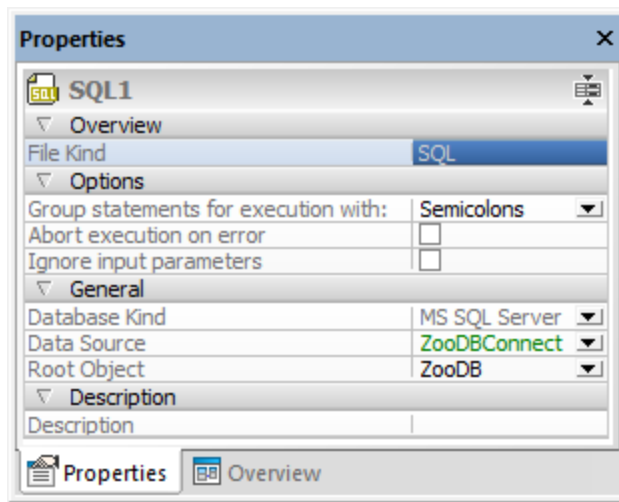 Properties
SQL1
Overview
File Kind SQL
Options
Group statements for execution with: Semicolons
Abort execution on error
Ignore input parameters
General
Database Kind MS SQL Server
Data Source ZooDBConnect
Root Object ZooDB
Description
Description
Properties Overview